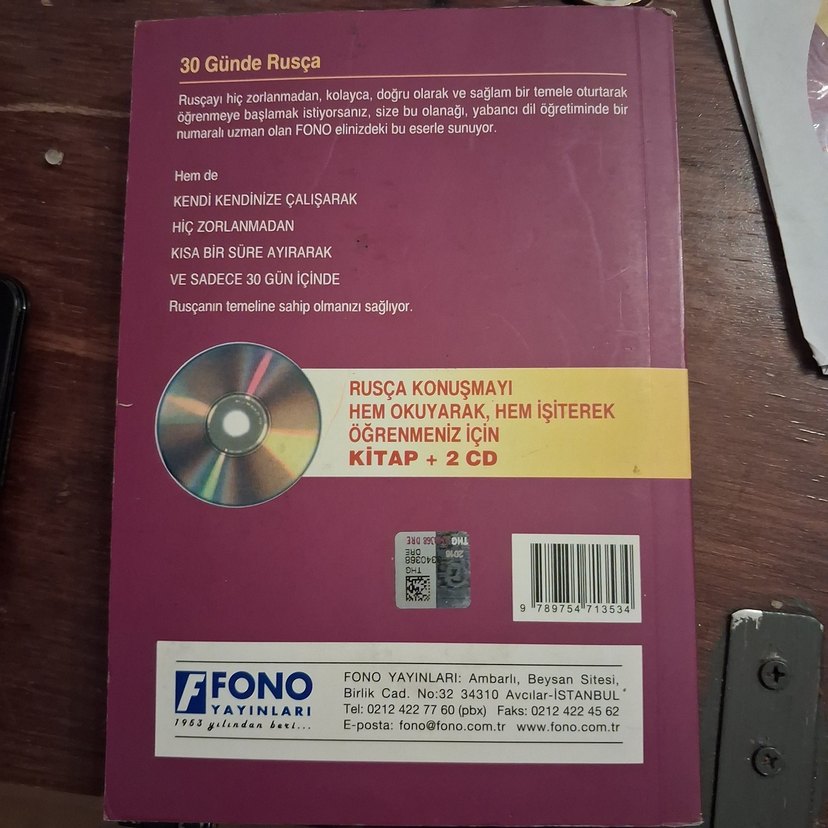 30 Günde Rusça
Rusçayı hiç zorlanmadan, kolayca, doğru olarak ve sağlam bir temele oturtarak
öğrenmeye başlamak istiyorsanız, size bu olanağı, yabancı dil öğretiminde bir
numaralı uzman olan FONO elinizdeki bu eserle sunuyor.
Hem de
KENDİ KENDİNİZE ÇALIŞARAK
HİÇ ZORLANMADAN
KISA BİR SÜRE AYIRARAK
VE SADECE 30 GÜN İÇİNDE
Rusçanın temeline sahip olmanızı sağlıyor.
RUSÇA KONUŞMAYI
HEM OKUYARAK, HEM İŞİTEREK
ÖĞRENMENİZ İÇİN
KİTAP + 2 CD
THG
2016
DRE
340368
THG
9 789754 713534
FONO
YAYINLARI
1953 yılından beri...
FONO YAYINLARI: Ambarlı, Beysan Sitesi,
Birlik Cad. No:32 34310 Avcılar-İSTANBUL
Tel: 0212 422 77 60 (pbx) Faks: 0212 422 45 62
E-posta: fono@fono.com.tr www.fono.com.tr